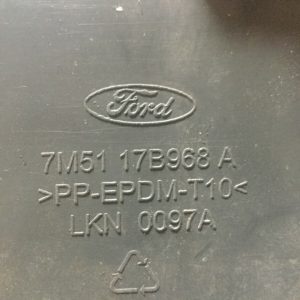 Ford
7M51 17B968 A
>PP-EPDM-T10<
LKN 0097A